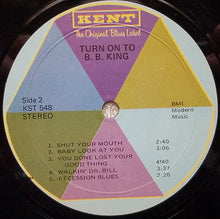 KENT
The Original Blues Label
TURN ON TO
B. B. KING
Side 2
KST 548
STEREO
BMI
Modern
Music
1. SHUT YOUR MOUTH 2:40
2. BABY LOOK AT YOU 3:06
3. YOU DONE LOST YOUR
GOOD THING 4:40
4. WALKIN' DR, BILL 3:37
5. RECESSION BLUES 2:20